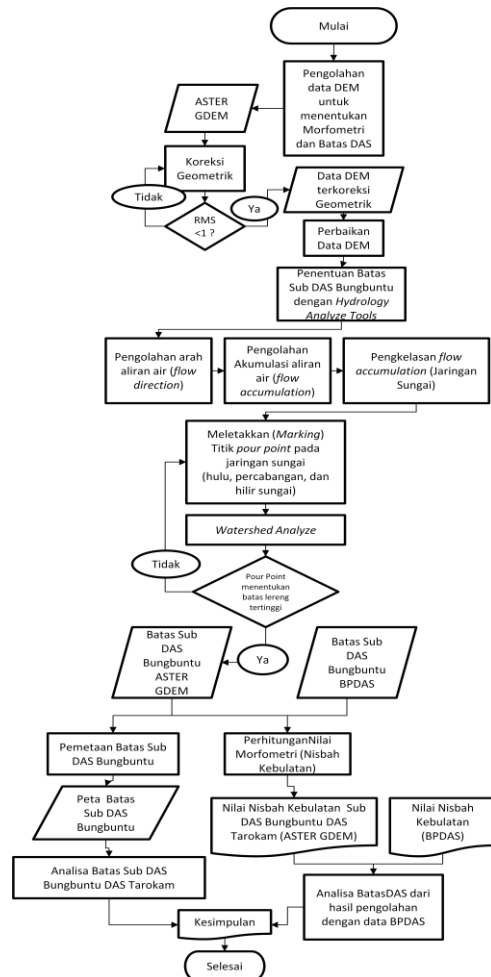 Mulai
Pengolahan
data DEM
untuk
menentukan
Morfometri
dan Batas DAS
ASTER
GDEM
Koreksi
Geometrik
Tidak
RMS
<1 ?
Ya
Data DEM
terkoreksi
Geometrik
Perbaikan
Data DEM
Penentuan Batas
Sub DAS Bungbuntu
dengan Hydrology
Analyze Tools
Pengolahan arah
aliran air (flow
direction)
Pengolahan
Akumulasi aliran
air (flow
accumulation)
Pengkelasan flow
accumulation (Jaringan
Sungai)
Meletakkan (Marking)
Titik pour point pada
jaringan sungai
(hulu, percabangan, dan
hilir sungai)
Watershed Analyze
Tidak
Pour Point
menentukan
batas lereng
tertinggi
Ya
Batas Sub
DAS
Bungbuntu
ASTER
GDEM
Batas Sub
DAS
Bungbuntu
BPDAS
Pemetaan Batas Sub
DAS Bungbuntu
PerhitunganNilai
Morfometri (Nisbah
Kebulatan)
Peta Batas
Sub DAS
Bungbuntu
Nilai Nisbah Kebulatan Sub
DAS Bungbuntu DAS
Tarokam (ASTER GDEM)
Nilai Nisbah
Kebulatan
(BPDAS)
Analisa Batas Sub DAS
Bungbuntu DAS Tarokam
Analisa BatasDAS dari
hasil pengolahan
dengan data BPDAS
Kesimpulan
Selesai